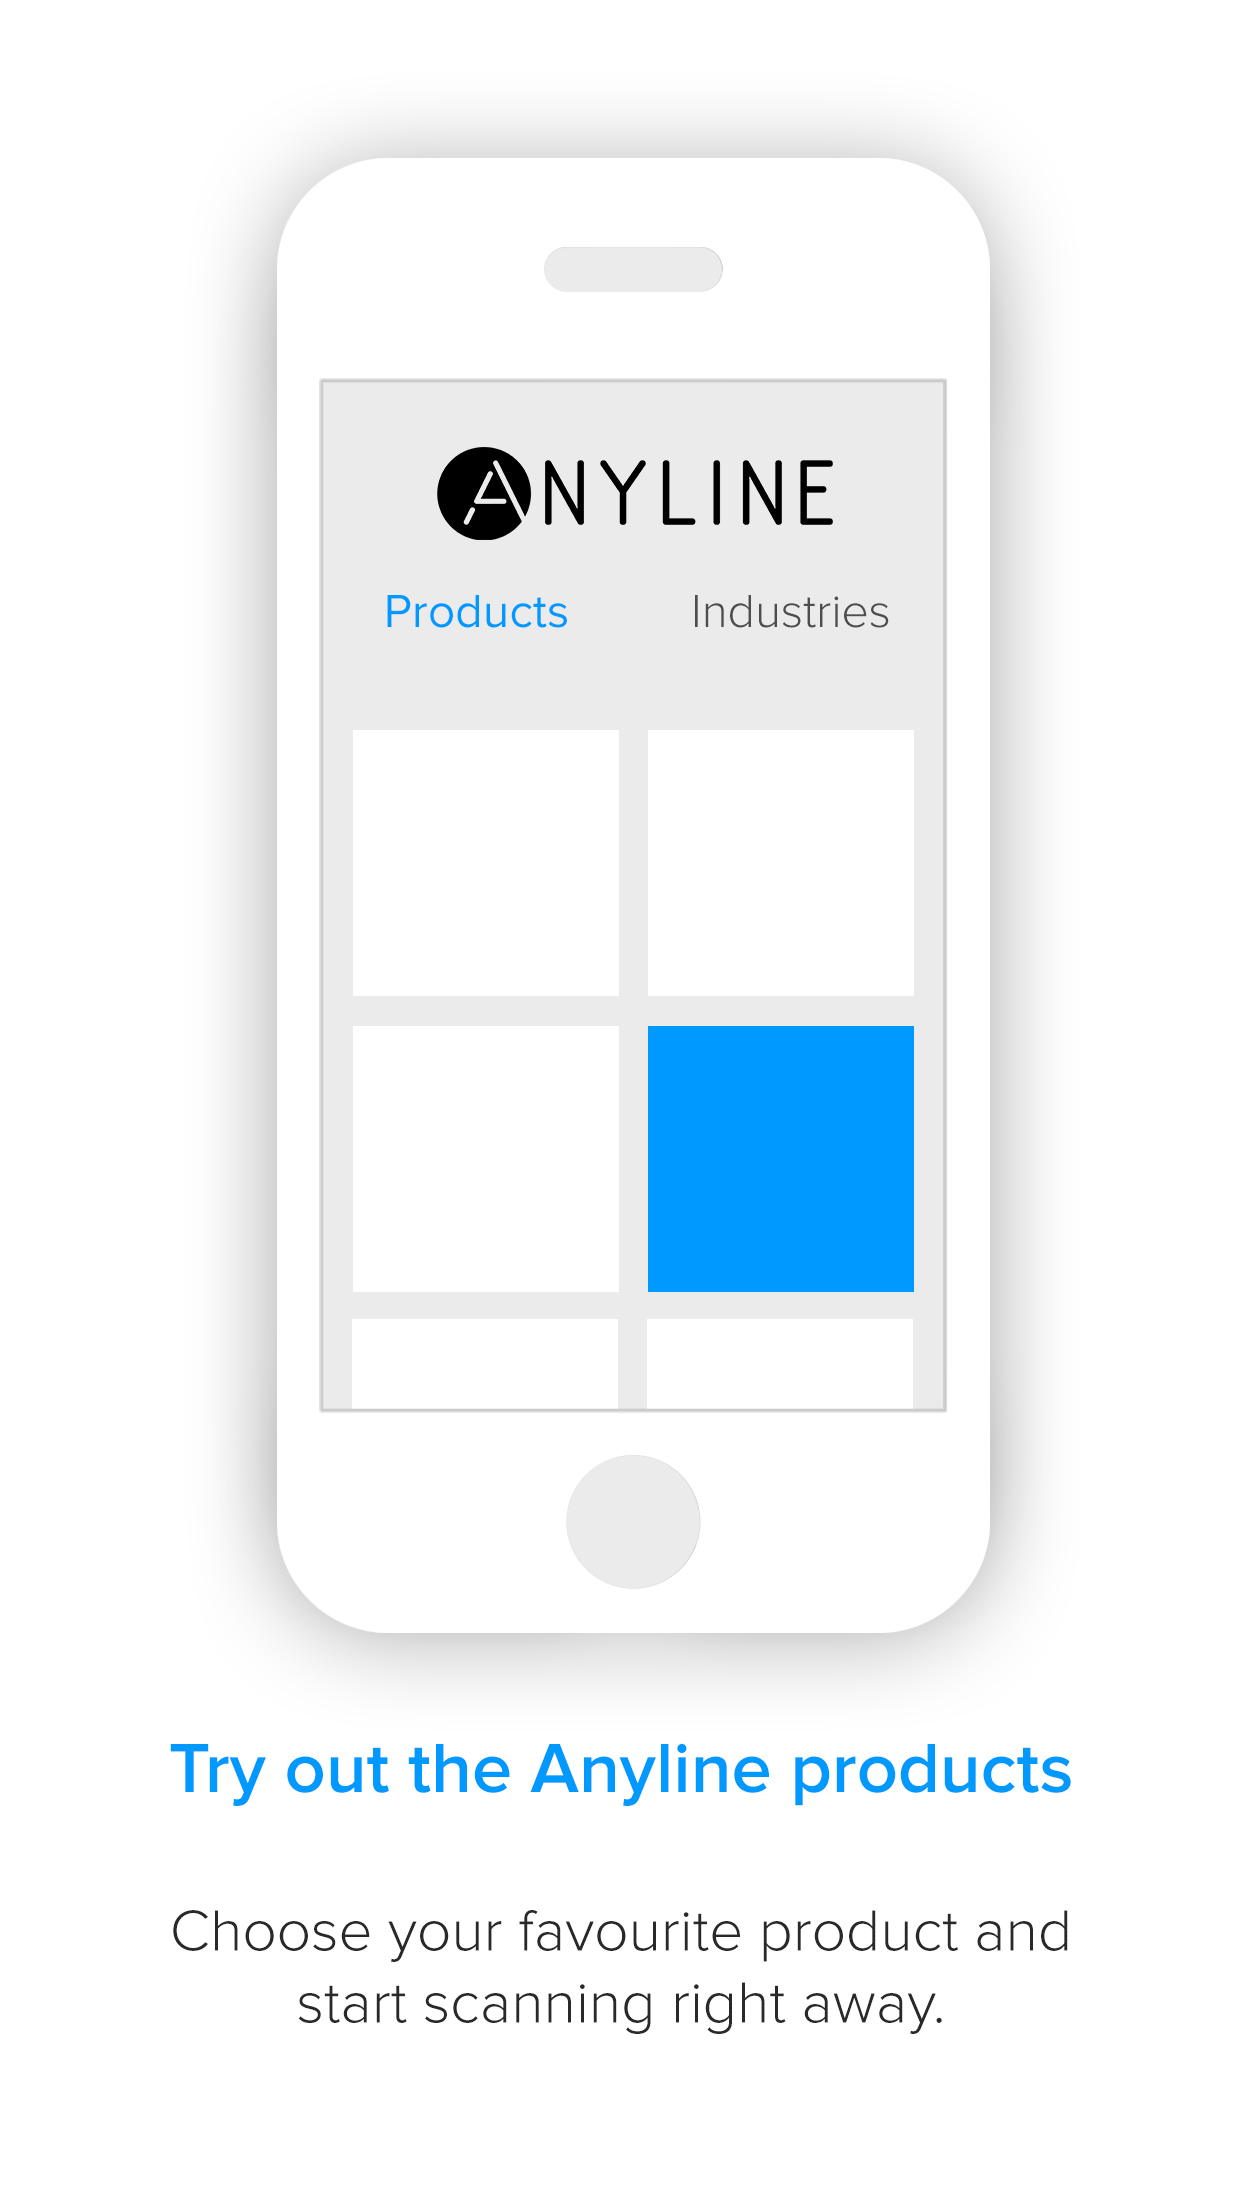 ANYLINE
Products Industries
Try out the Anyline products
Choose your favourite product and
start scanning right away.